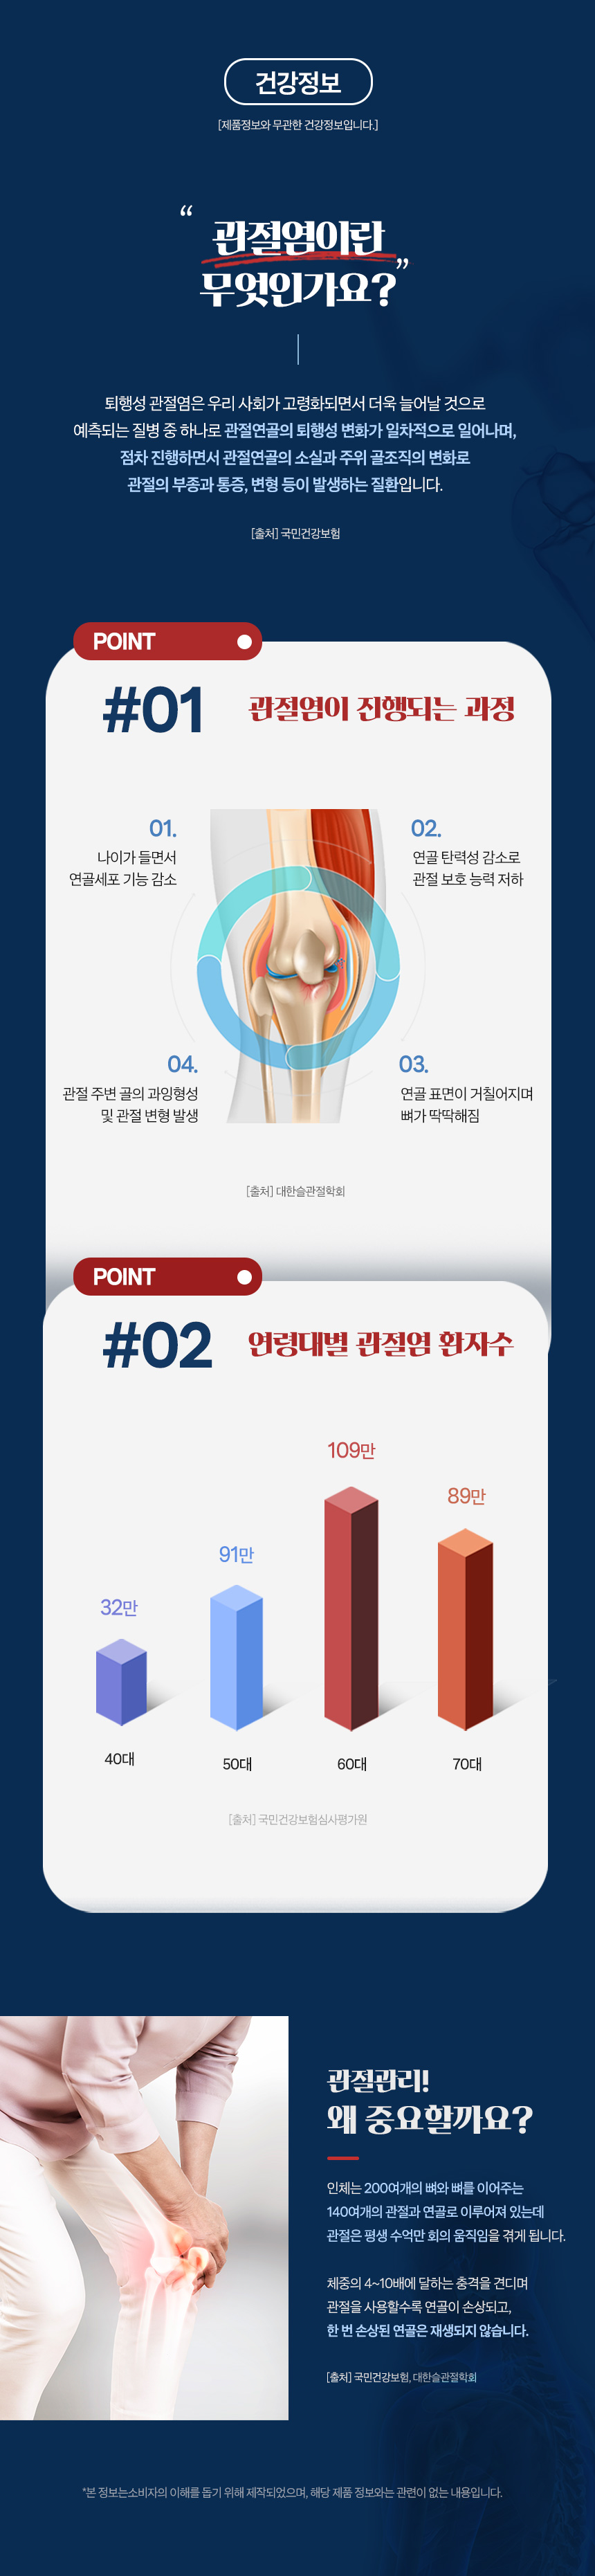 건강정보
[제품정보와 무관한 건강정보입니다.]
“ 관절염이란
무엇인가요? ”
퇴행성 관절염은 우리 사회가 고령화되면서 더욱 늘어날 것으로
예측되는 질병 중 하나로 관절연골의 퇴행성 변화가 일차적으로 일어나며,
점차 진행하면서 관절연골의 소실과 주위 골조직의 변화로
관절의 부종과 통증, 변형 등이 발생하는 질환입니다.
[출처] 국민건강보험
POINT
#01 관절염이 진행되는 과정
01.
나이가 들면서
연골세포 기능 감소
02.
연골 탄력성 감소로
관절 보호 능력 저하
04.
관절 주변 골의 과잉형성
및 관절 변형 발생
03.
연골 표면이 거칠어지며
뼈가 딱딱해짐
[출처] 대한슬관절학회
POINT
#02 연령대별 관절염 환자수
32만
91만
109만
89만
40대
50대
60대
70대
[출처] 국민건강보험심사평가원
관절관리!
왜 중요할까요?
인체는 200여개의 뼈와 뼈를 이어주는
140여개의 관절과 연골로 이루어져 있는데
관절은 평생 수억만 회의 움직임을 겪게 됩니다.
체중의 4~10배에 달하는 충격을 견디며
관절을 사용할수록 연골이 손상되고,
한 번 손상된 연골은 재생되지 않습니다.
[출처] 국민건강보험, 대한슬관절학회
*본 정보는소비자의 이해를 돕기 위해 제작되었으며, 해당 제품 정보와는 관련이 없는 내용입니다.